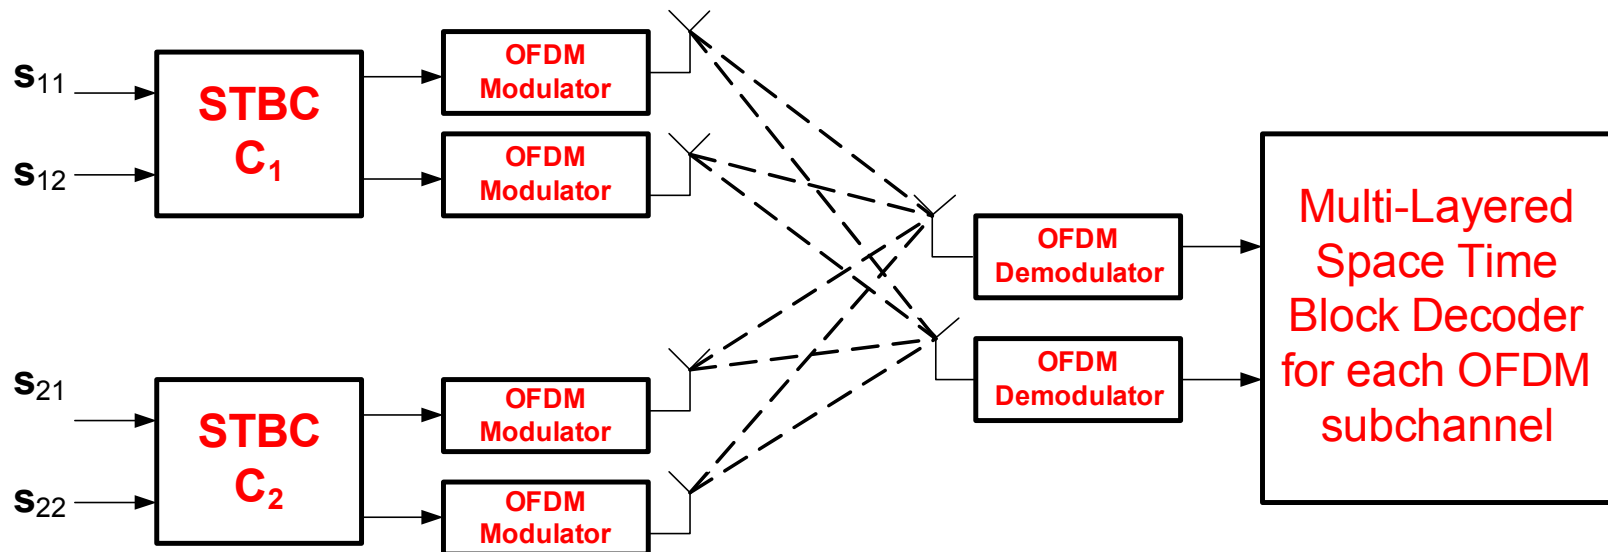 s11
s12
STBC
C1
OFDM
Modulator
OFDM
Modulator
s21
s22
STBC
C2
OFDM
Modulator
OFDM
Modulator
OFDM
Demodulator
OFDM
Demodulator
Multi-Layered
Space Time
Block Decoder
for each OFDM
subchannel